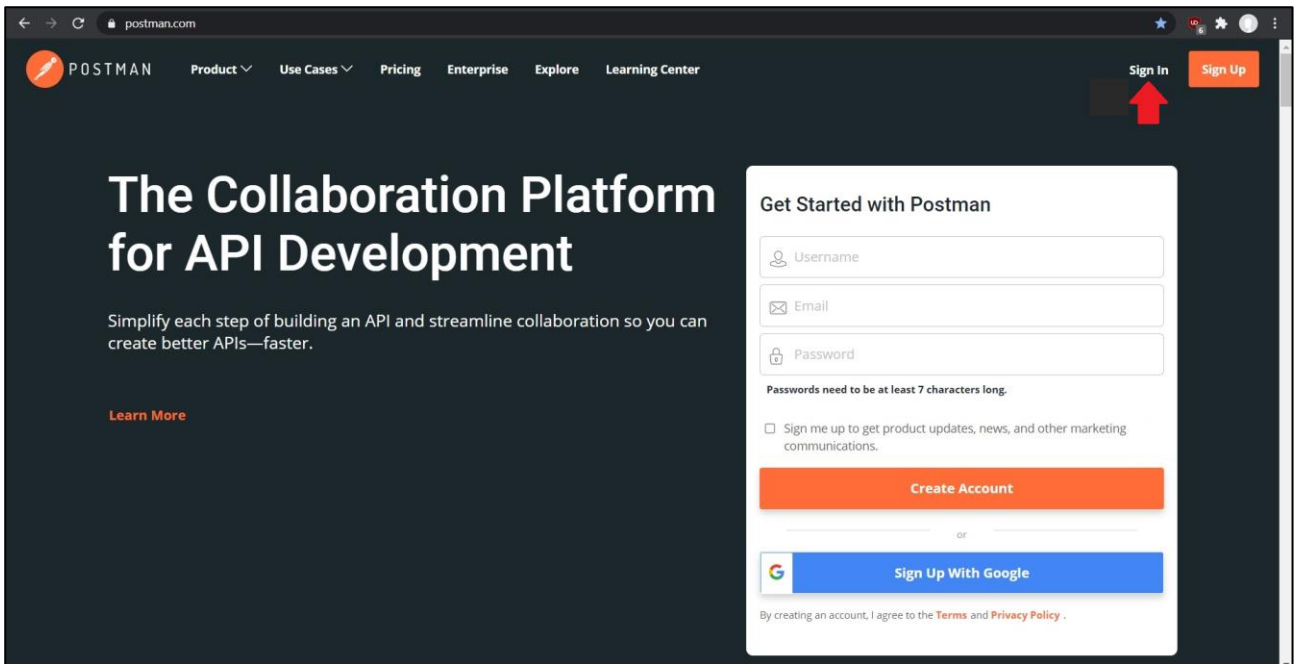 postman.com
6
POSTMAN Product Use Cases Pricing Enterprise Explore Learning Center Sign In Sign Up
The Collaboration Platform
for API Development
Simplify each step of building an API and streamline collaboration so you can
create better APIs—faster.
Learn More
Get Started with Postman
Username
Email
Password
Passwords need to be at least 7 characters long.
Sign me up to get product updates, news, and other marketing
communications.
Create Account
or
G Sign Up With Google
By creating an account, I agree to the Terms and Privacy Policy .